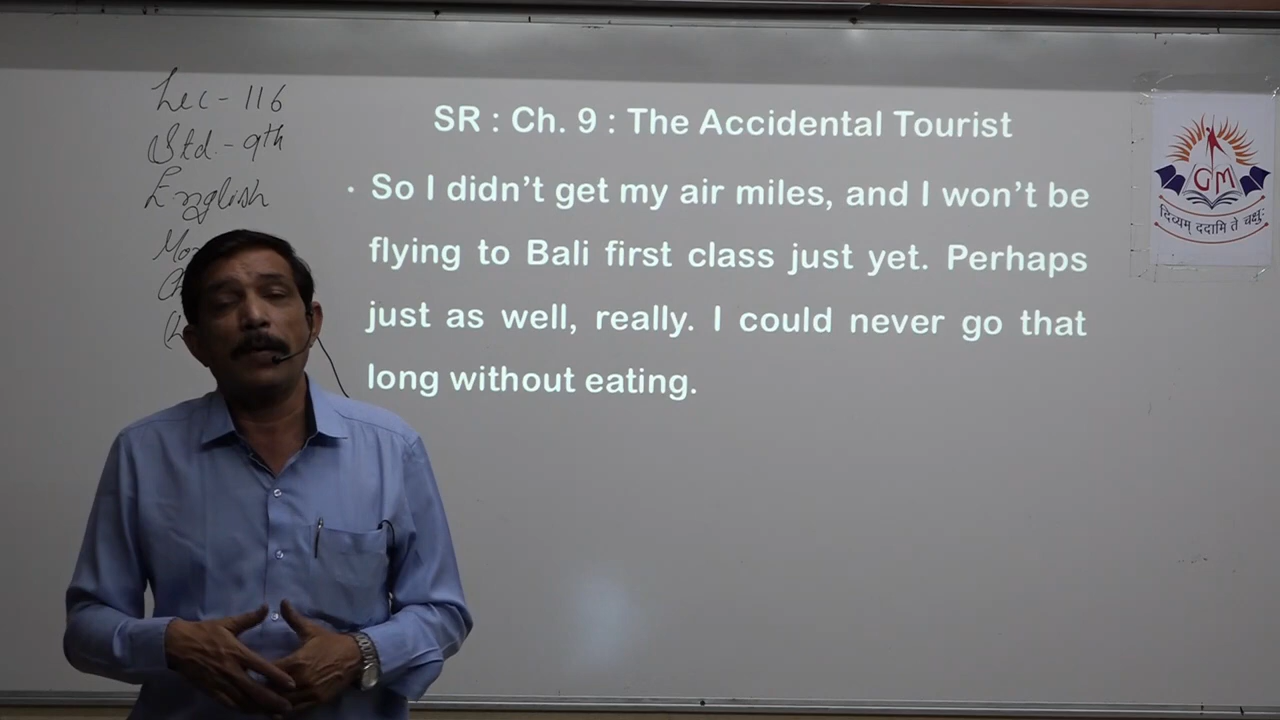 Lec - 116
Std. - 9th
English
SR : Ch. 9 : The Accidental Tourist
• So I didn't get my air miles, and I won't be
flying to Bali first class just yet. Perhaps
just as well, really. I could never go that
long without eating.
GM
दिव्यम् ददामि ते चक्षुः